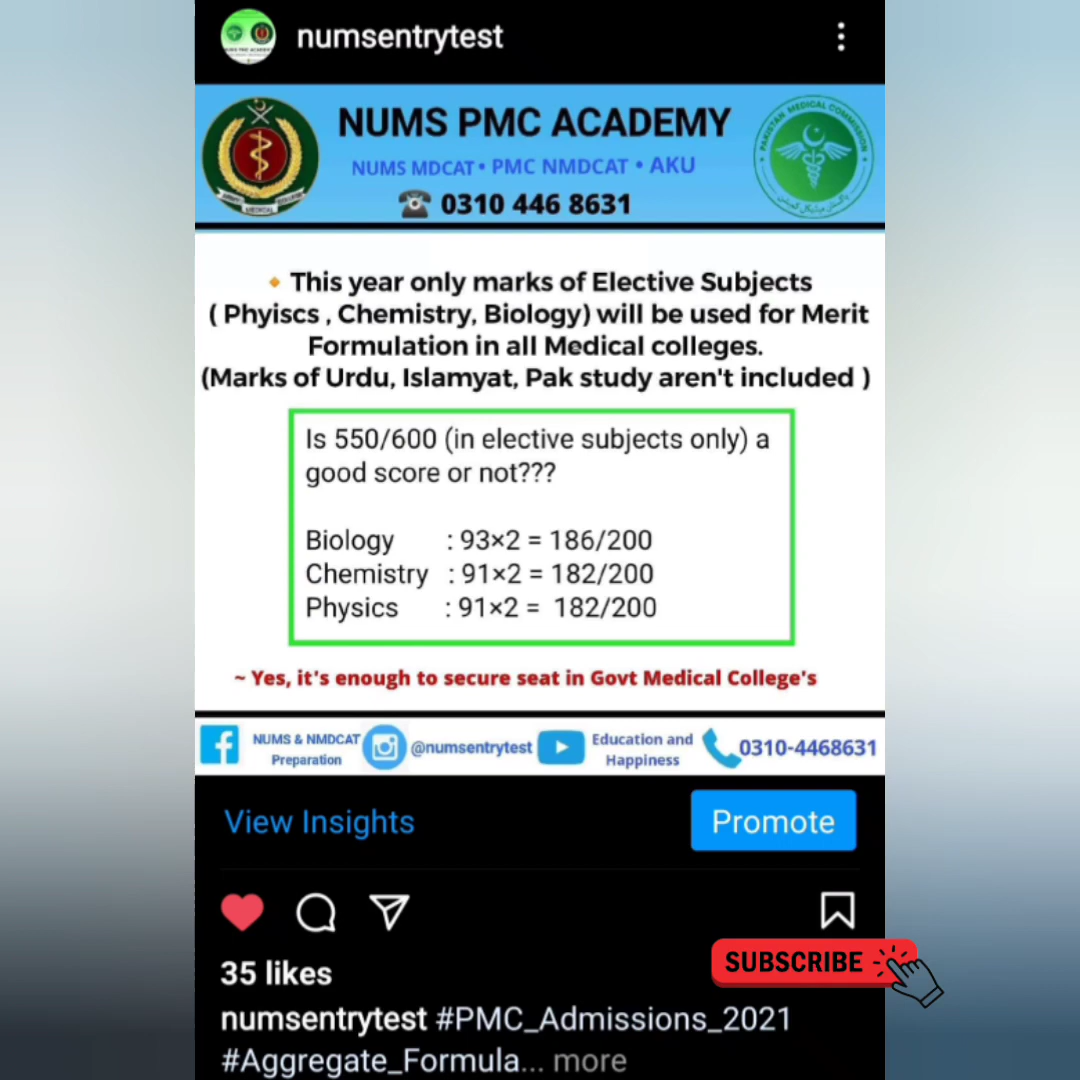 numsentrytest
NUMS PMC ACADEMY
NUMS MDCAT • PMC NMDCAT • AKU
0310 446 8631
PAKISTAN MEDICAL COMMISSION
MEDICAL
This year only marks of Elective Subjects
( Phyiscs , Chemistry, Biology) will be used for Merit
Formulation in all Medical colleges.
(Marks of Urdu, Islamyat, Pak study aren't included )
Is 550/600 (in elective subjects only) a
good score or not???
Biology : 93×2 = 186/200
Chemistry : 91×2 = 182/200
Physics : 91×2 = 182/200
~ Yes, it's enough to secure seat in Govt Medical College's
NUMS & NMDCAT
Preparation
@numsentrytest
Education and
Happiness
0310-4468631
View Insights
Promote
35 likes
SUBSCRIBE
numsentrytest #PMC_Admissions_2021
#Aggregate_Formula... more